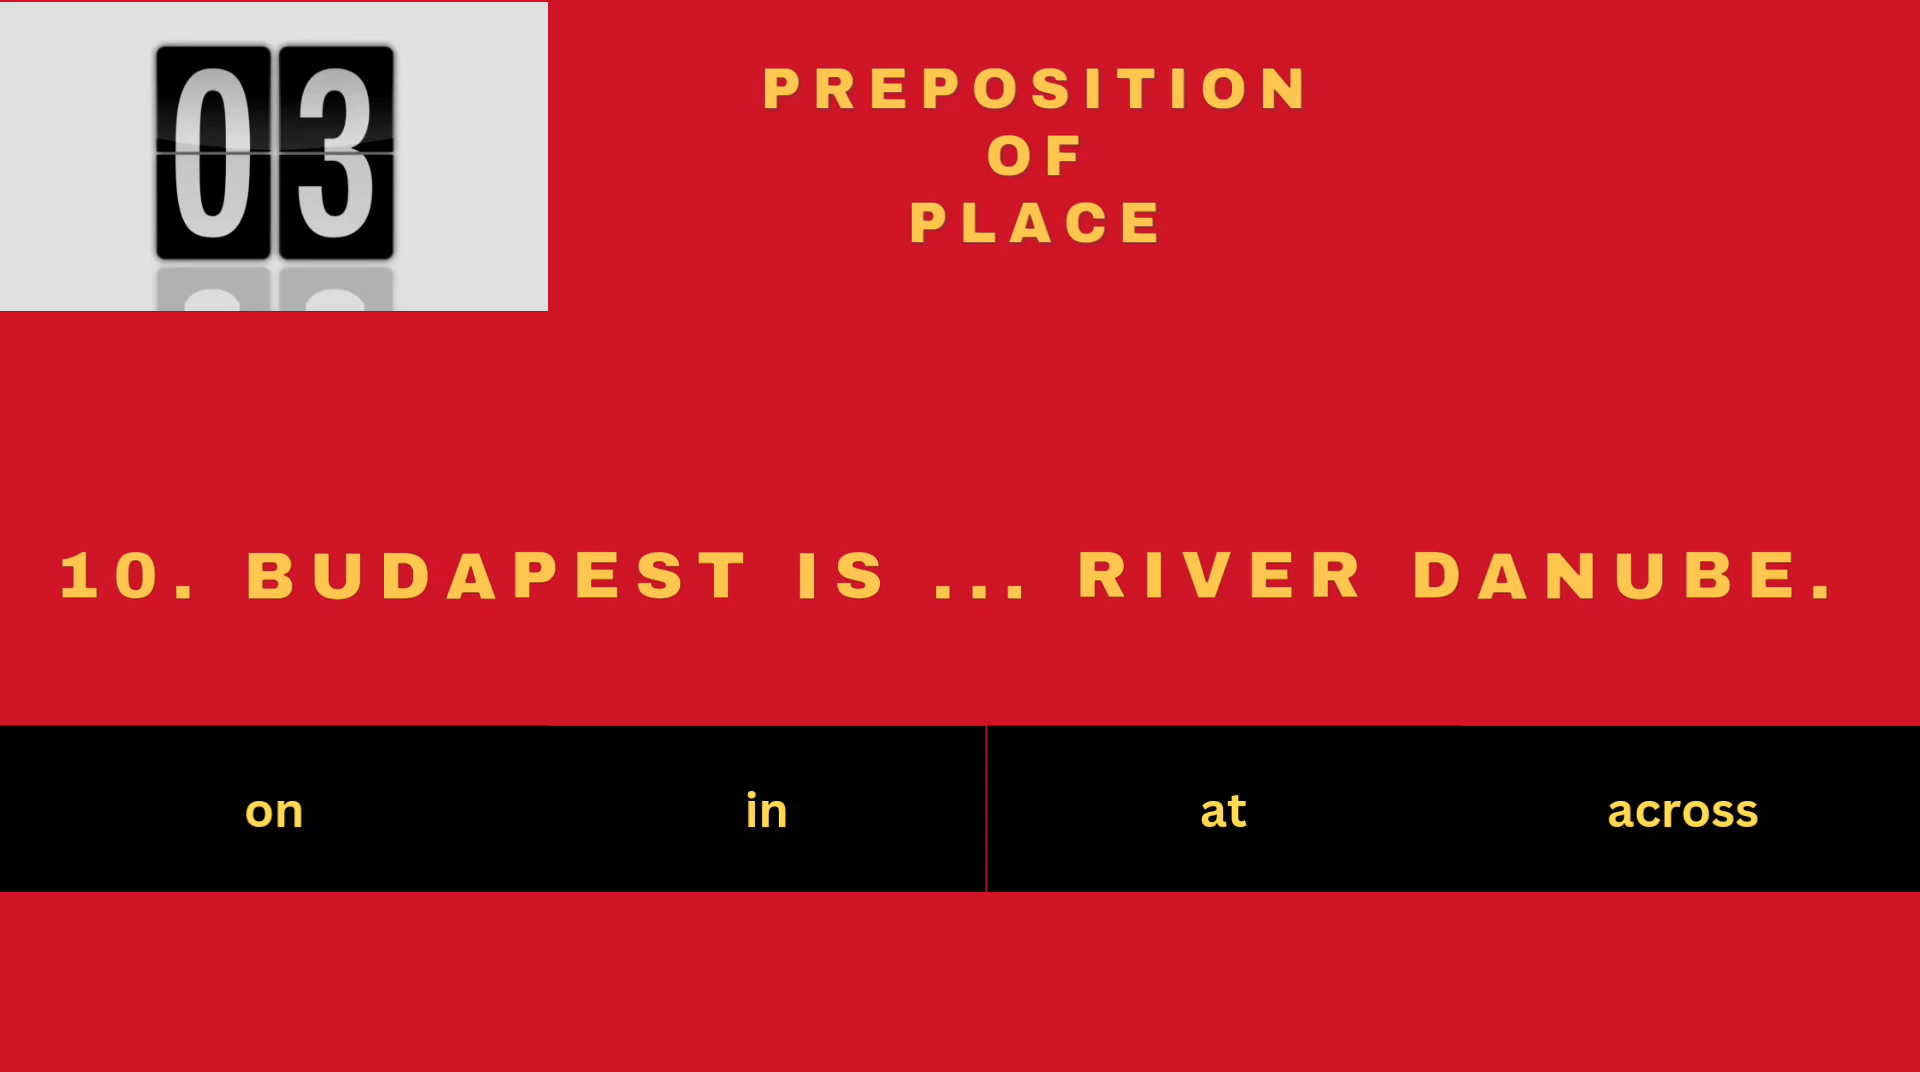 03
PREPOSITION
OF
PLACE
10. BUDAPEST IS ... RIVER DANUBE.
on in at across